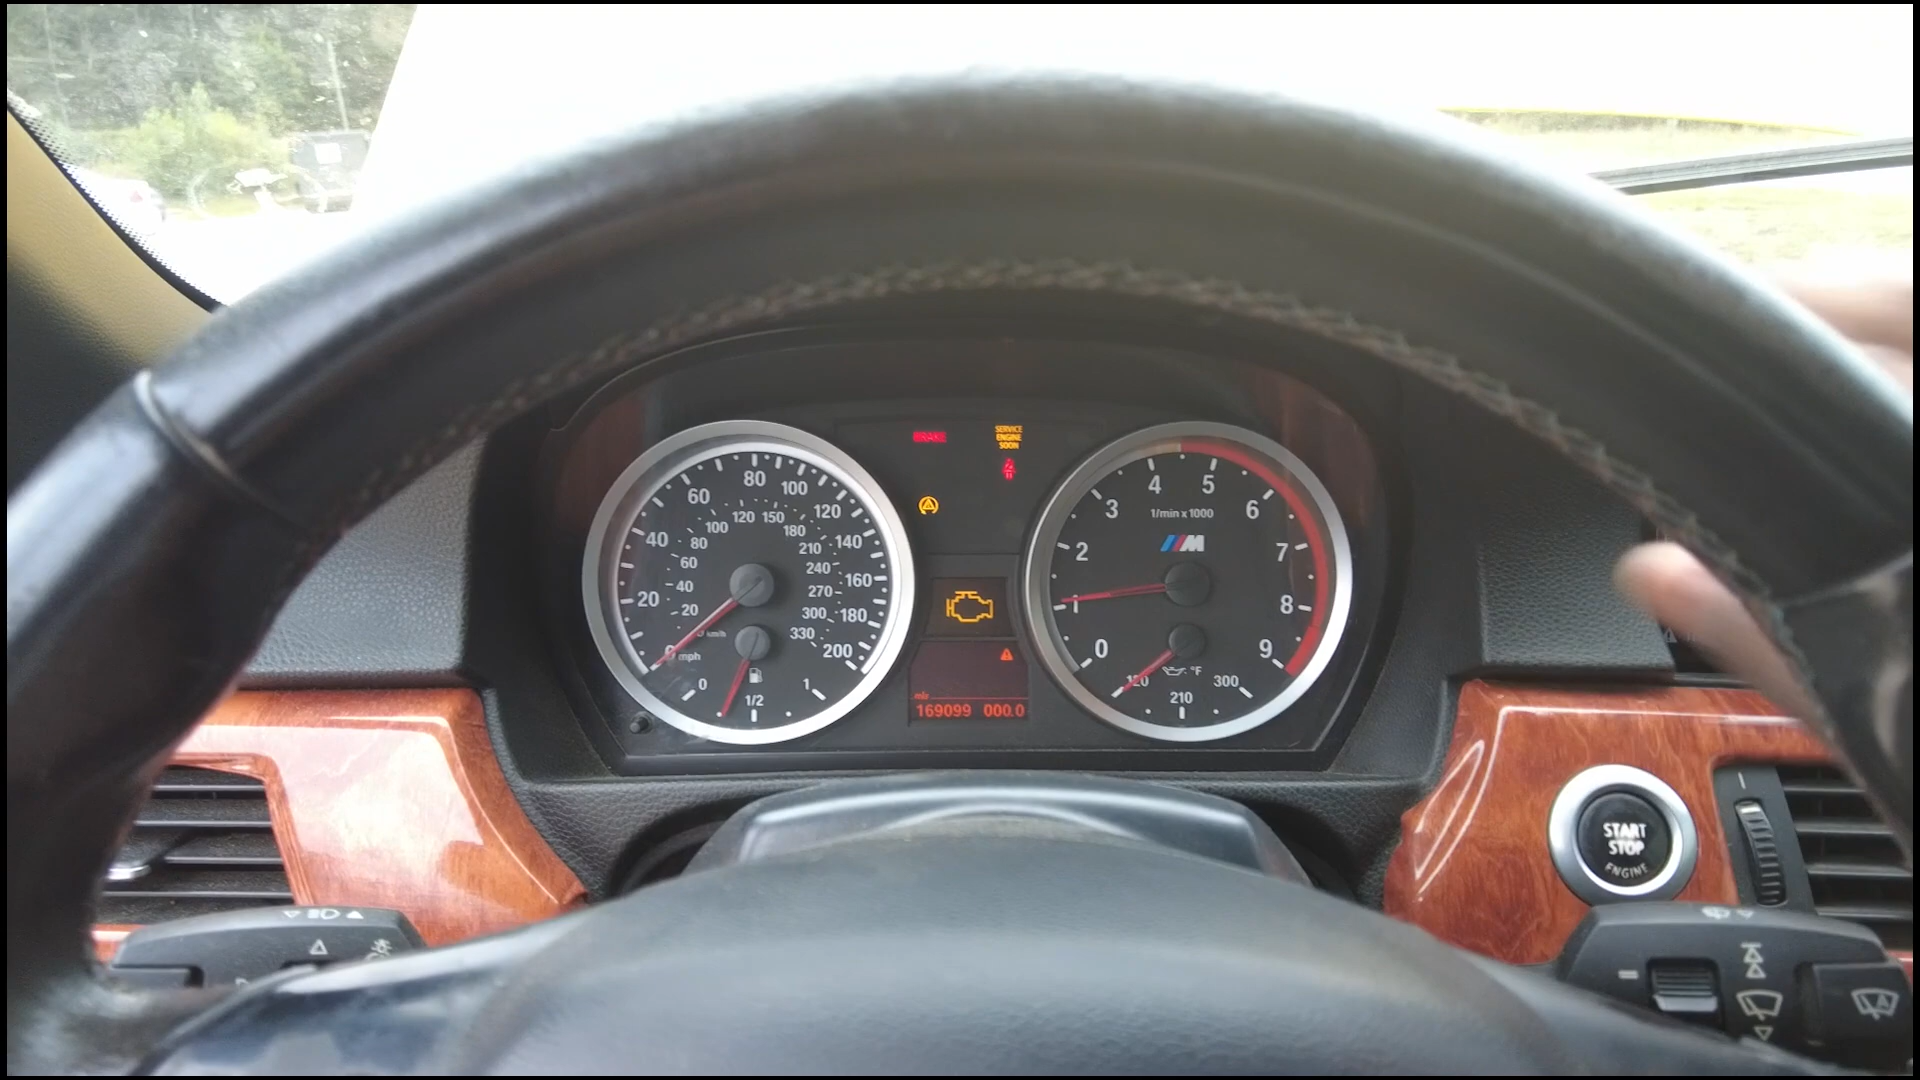 BRAKE
SERVICE
ENGINE
SOON
20 40 60 80 100 120 140 160 180 200
20 40 60 80 100 120 150 180 210 240 270 300 330
km/h
mph
0 1/2 1
0 1 2 3 4 5 6 7 8 9
1/min x 1000
M
120 210 300
°F
mls
169099 000.0
START
STOP
ENGINE
A